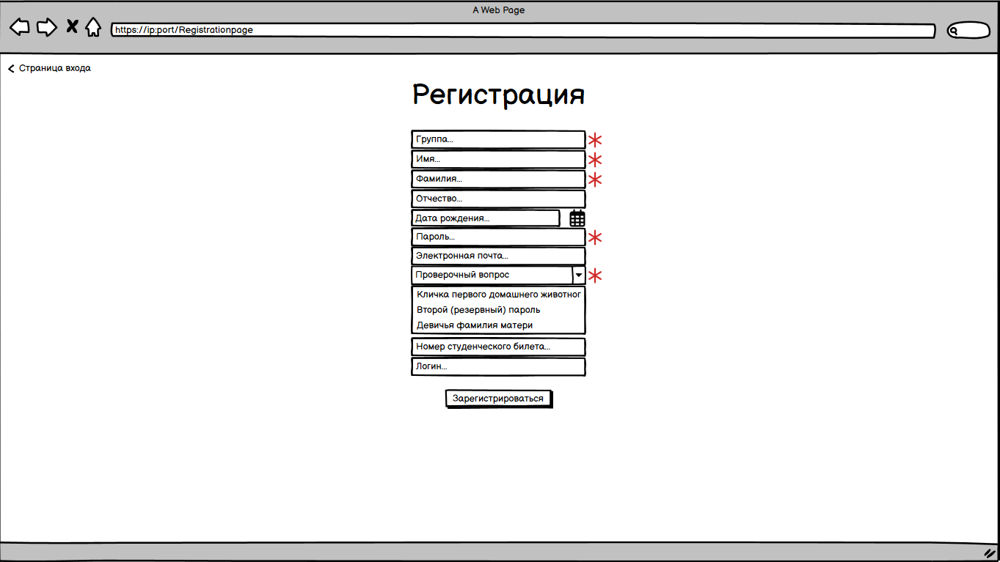 A Web Page
https://ip:port/Registrationpage
Страница входа
Регистрация
Группа...
Имя...
Фамилия...
Отчество...
Дата рождения...
Пароль...
Электронная почта...
Проверочный вопрос
Кличка первого домашнего животног
Второй (резервный) пароль
Девичья фамилия матери
Номер студенческого билета...
Логин...
Зарегистрироваться